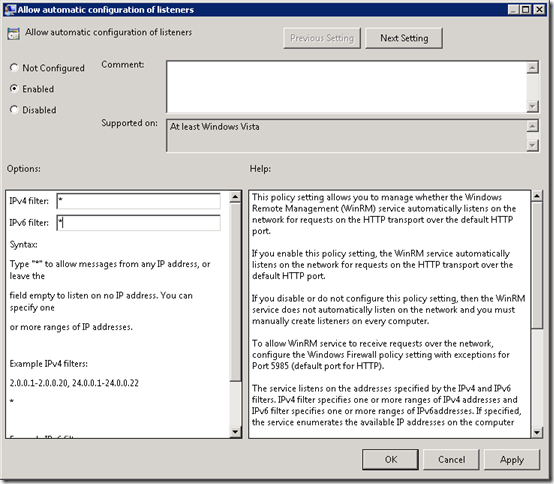 Allow automatic configuration of listeners
Allow automatic configuration of listeners
Previous Setting
Next Setting
Not Configured
Enabled
Disabled
Comment:
Supported on:
At least Windows Vista
Options:
Help:
IPv4 filter: *
IPv6 filter: *
Syntax:
Type "*" to allow messages from any IP address, or
leave the
field empty to listen on no IP address. You can
specify one
or more ranges of IP addresses.
Example IPv4 filters:
2.0.0.1-2.0.0.20, 24.0.0.1-24.0.0.22
*
This policy setting allows you to manage whether the Windows
Remote Management (WinRM) service automatically listens on the
network for requests on the HTTP transport over the default HTTP
port.
If you enable this policy setting, the WinRM service automatically
listens on the network for requests on the HTTP transport over the
default HTTP port.
If you disable or do not configure this policy setting, then the WinRM
service does not automatically listen on the network and you must
manually create listeners on every computer.
To allow WinRM service to receive requests over the network,
configure the Windows Firewall policy setting with exceptions for
Port 5985 (default port for HTTP).
The service listens on the addresses specified by the IPv4 and IPv6
filters. IPv4 filter specifies one or more ranges of IPv4 addresses and
IPv6 filter specifies one or more ranges of IPv6addresses. If specified,
the service enumerates the available IP addresses on the computer
OK
Cancel
Apply